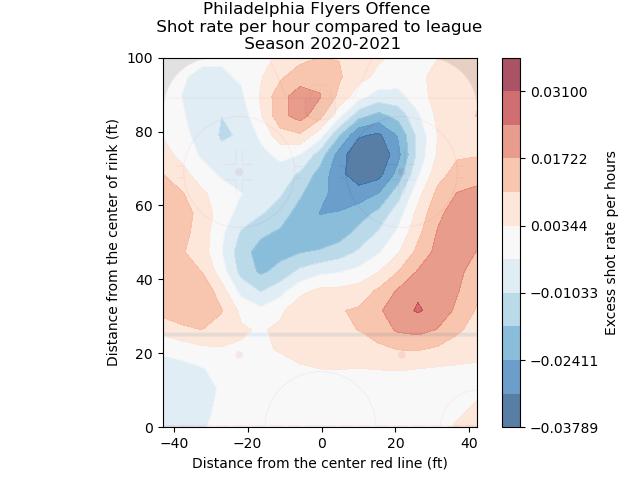 Philadelphia Flyers Offence
Shot rate per hour compared to league
Season 2020-2021
100
80
60
40
20
0
−40
−20
0
20
40
Distance from the center of rink (ft)
Distance from the center red line (ft)
0.03100
0.01722
0.00344
−0.01033
−0.02411
−0.03789
Excess shot rate per hours